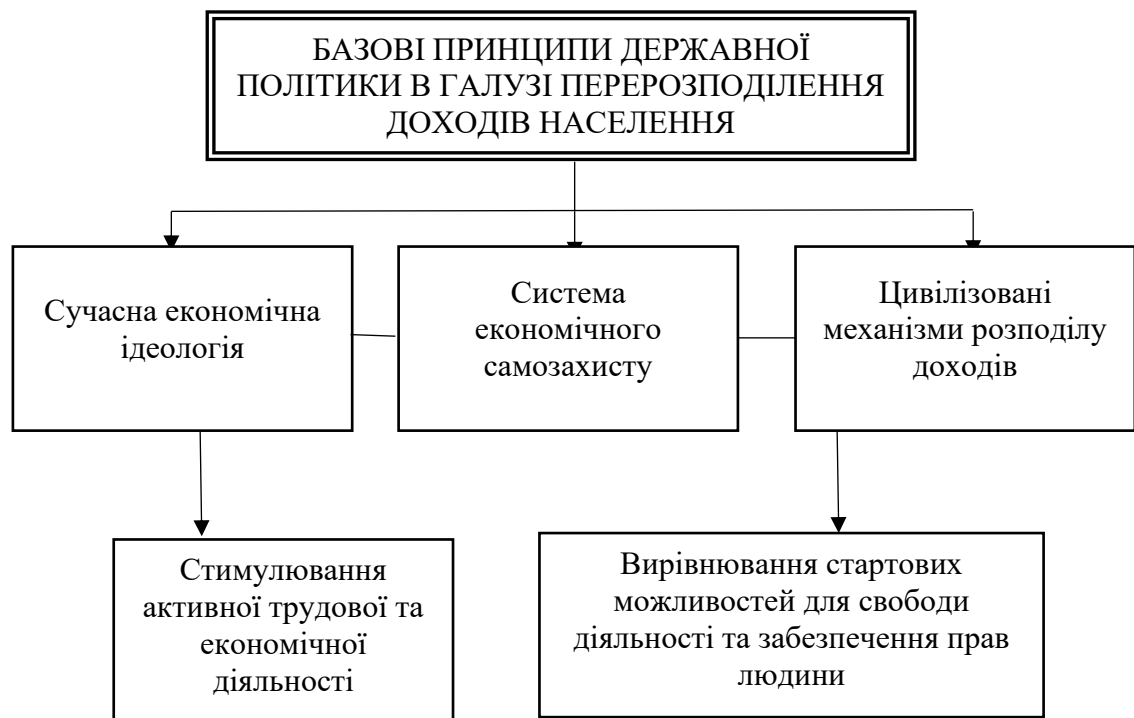 БАЗОВІ ПРИНЦИПИ ДЕРЖАВНОЇ
ПОЛІТИКИ В ГАЛУЗІ ПЕРЕРОЗПОДІЛЕННЯ
ДОХОДІВ НАСЕЛЕННЯ
Сучасна економічна
ідеологія
Система
економічного
самозахисту
Цивілізовані
механізми розподілу
доходів
Стимулювання
активної трудової та
економічної
діяльності
Вирівнювання стартових
можливостей для свободи
діяльності та забезпечення прав
людини